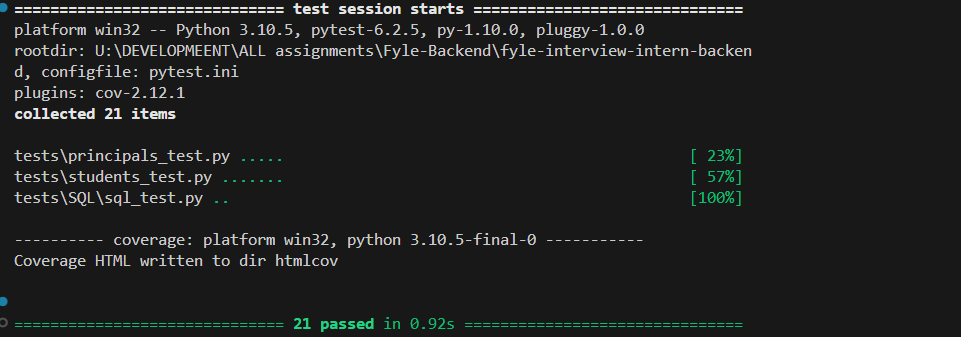 ============================== test session starts ==============================
platform win32 -- Python 3.10.5, pytest-6.2.5, py-1.10.0, pluggy-1.0.0
rootdir: U:\DEVELOPMEENT\ALL assignments\Fyle-Backend\fyle-interview-intern-backen
d, configfile: pytest.ini
plugins: cov-2.12.1
collected 21 items
tests\principals_test.py ..... [ 23%]
tests\students_test.py ....... [ 57%]
tests\SQL\sql_test.py .. [100%]
---------- coverage: platform win32, python 3.10.5-final-0 -----------
Coverage HTML written to dir htmlcov
============================== 21 passed in 0.92s ===============================